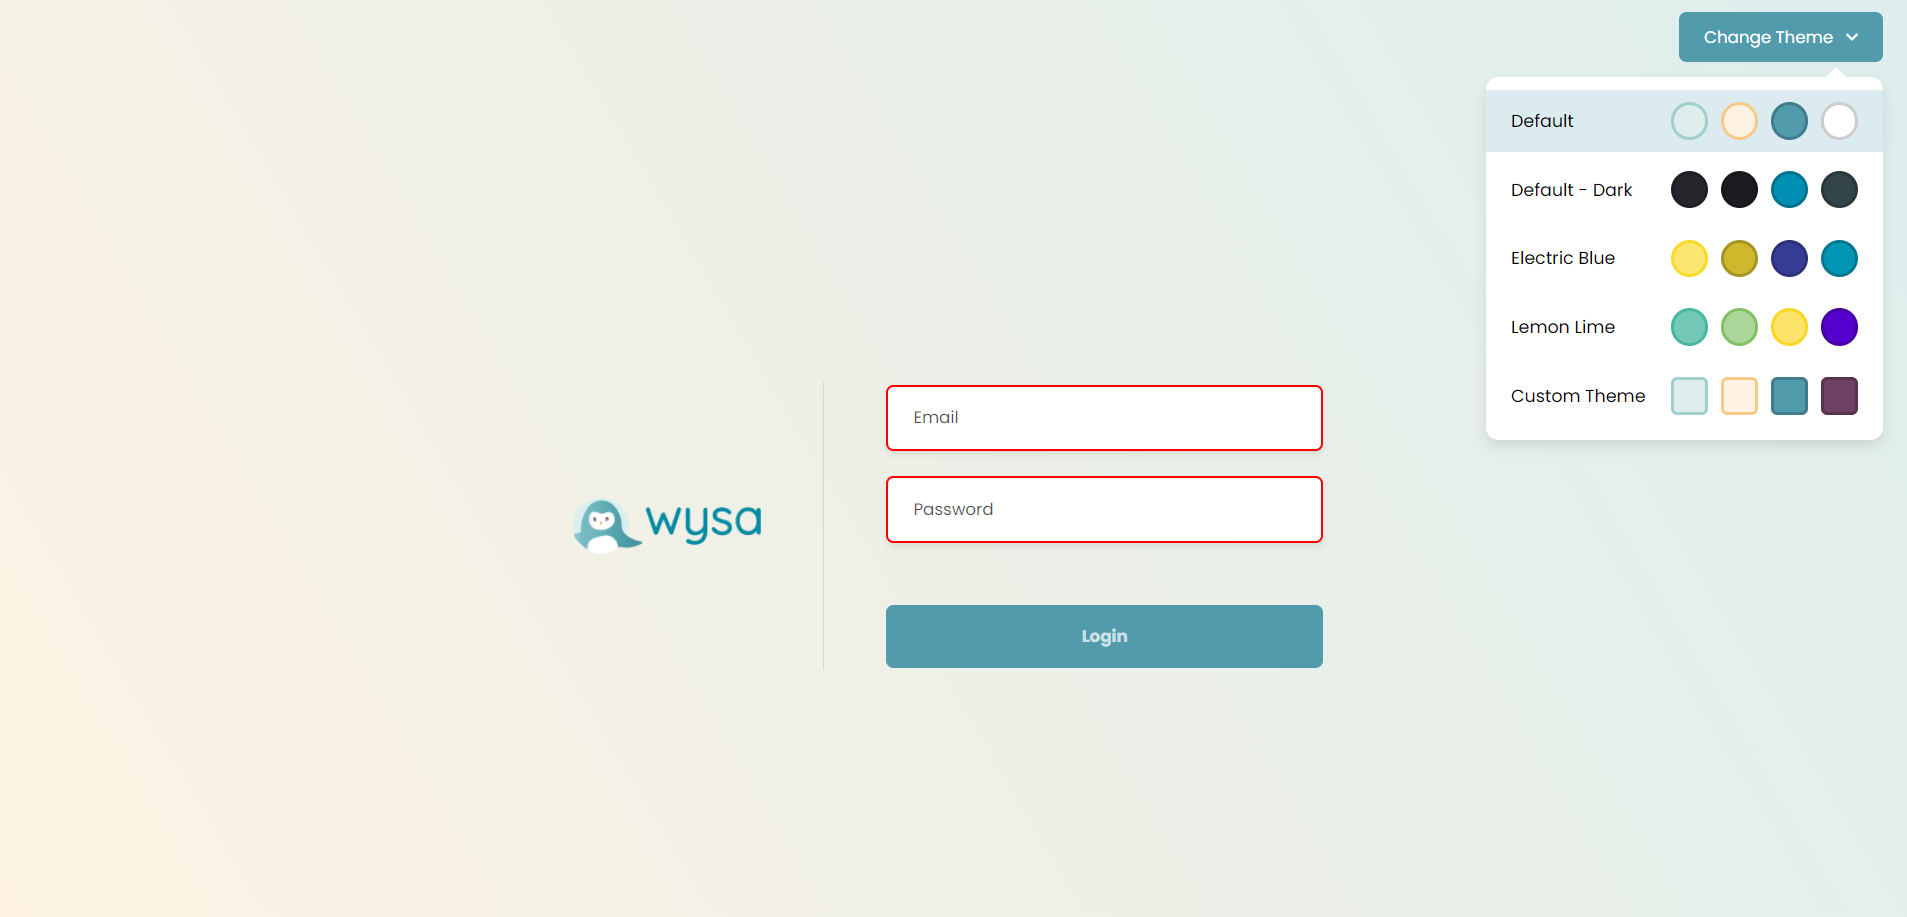 Change Theme
Default
Default - Dark
Electric Blue
Lemon Lime
Custom Theme
Email
Password
wysa
Login